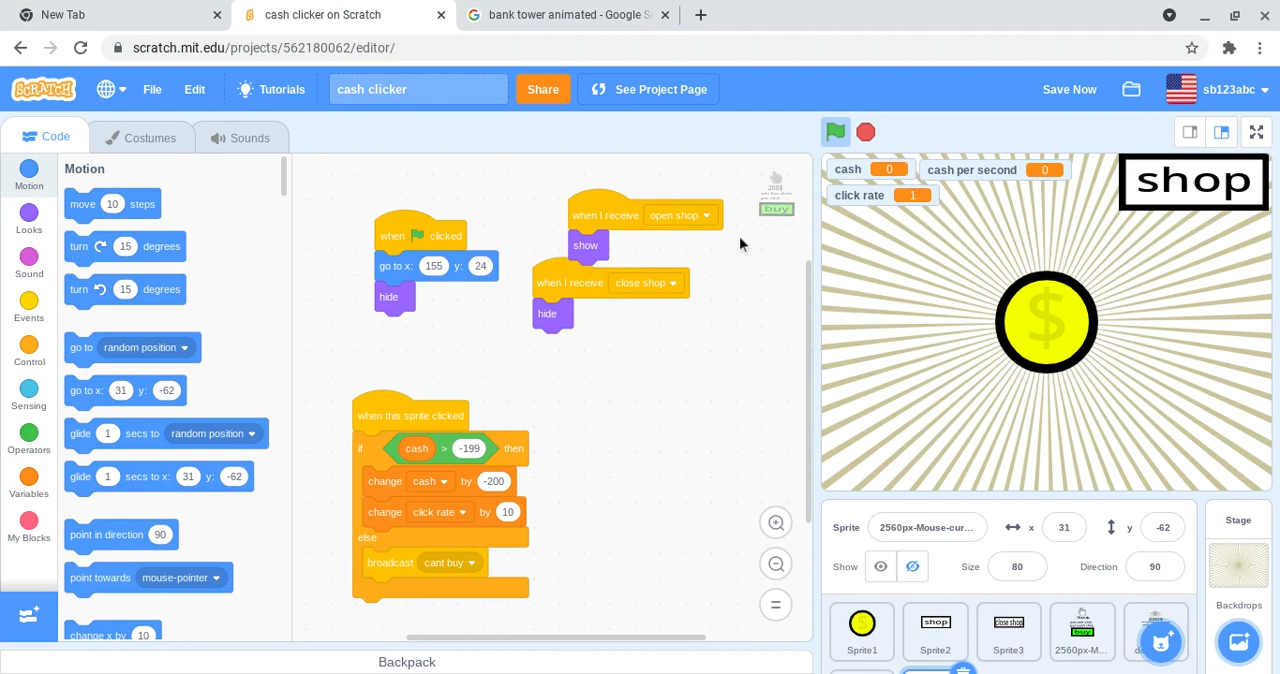 New Tab
cash clicker on Scratch
bank tower animated - Google S
scratch.mit.edu/projects/562180062/editor/
SCRATCH File Edit Tutorials cash clicker Share See Project Page Save Now sb123abc
Code Costumes Sounds
Motion
Looks
Sound
Events
Control
Sensing
Operators
Variables
My Blocks
Motion
move 10 steps
turn 15 degrees
turn 15 degrees
go to random position
go to x: 31 y: -62
glide 1 secs to random position
glide 1 secs to x: 31 y: -62
point in direction 90
point towards mouse-pointer
change x by 10
when clicked
go to x: 155 y: 24
hide
when I receive open shop
show
when I receive close shop
hide
200$
buy
when this sprite clicked
if cash > -199 then
change cash by -200
change click rate by 10
else
broadcast cant buy
Backpack
cash 0
cash per second 0
click rate 1
shop
$
Sprite 2560px-Mouse-cur... x 31 y -62
Show Size 80 Direction 90
$
Sprite1
shop
Sprite2
close shop
Sprite3
buy
2560px-M...
Stage
Backdrops